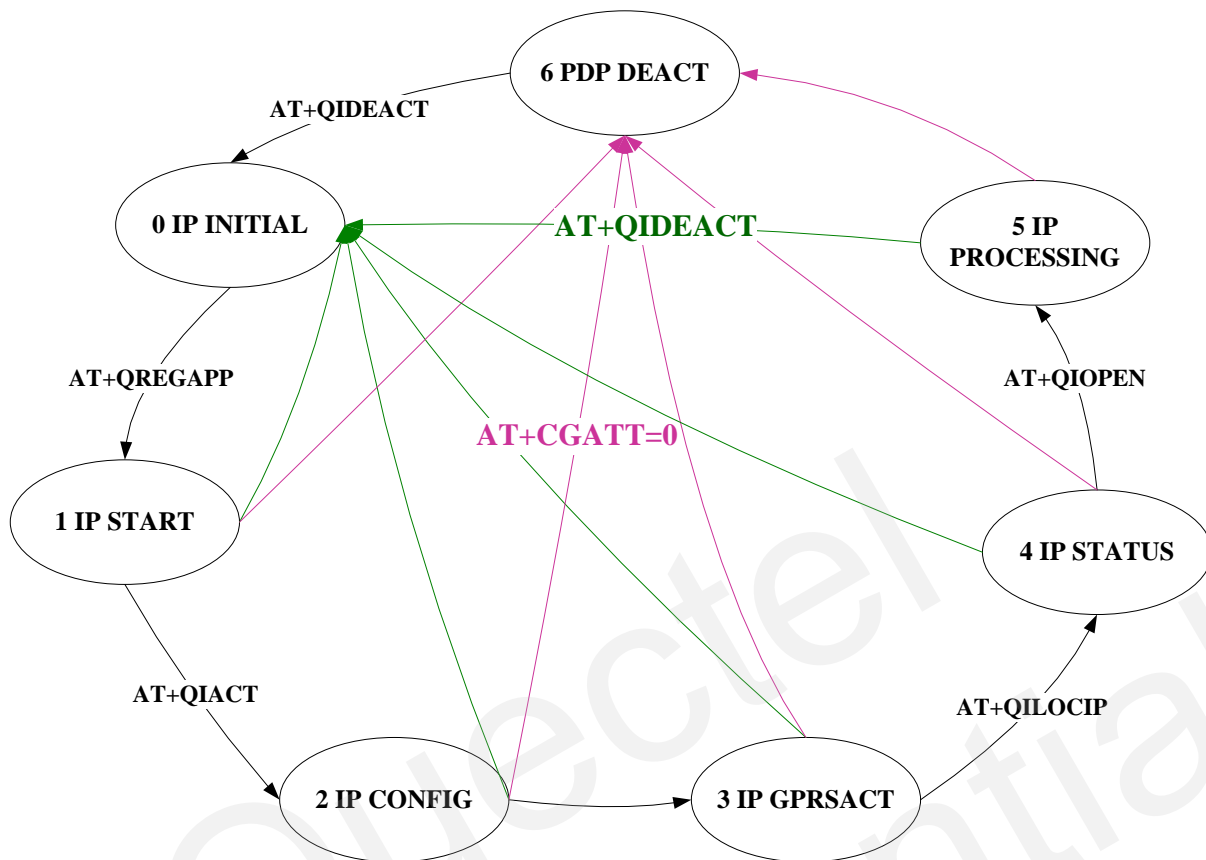 6 PDP DEACT
AT+QIDEACT
0 IP INITIAL
AT+QIDEACT
5 IP
PROCESSING
AT+QREGAPP
AT+QIOPEN
AT+CGATT=0
1 IP START
4 IP STATUS
AT+QIACT
AT+QILOCIP
2 IP CONFIG
3 IP GPRSACT
Quectel